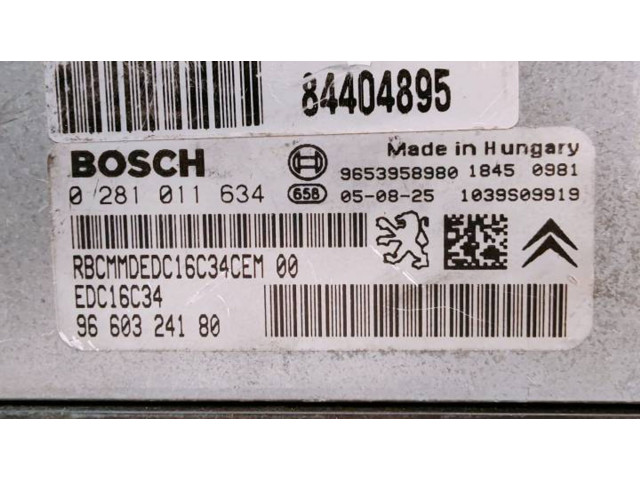 84404895
BOSCH
Made in Hungary
9653958980 1845 0981
0 281 011 634 658 05-08-25 1039S09919
RBCMMDEDC16C34CEM 00
EDC16C34
96 603 241 80